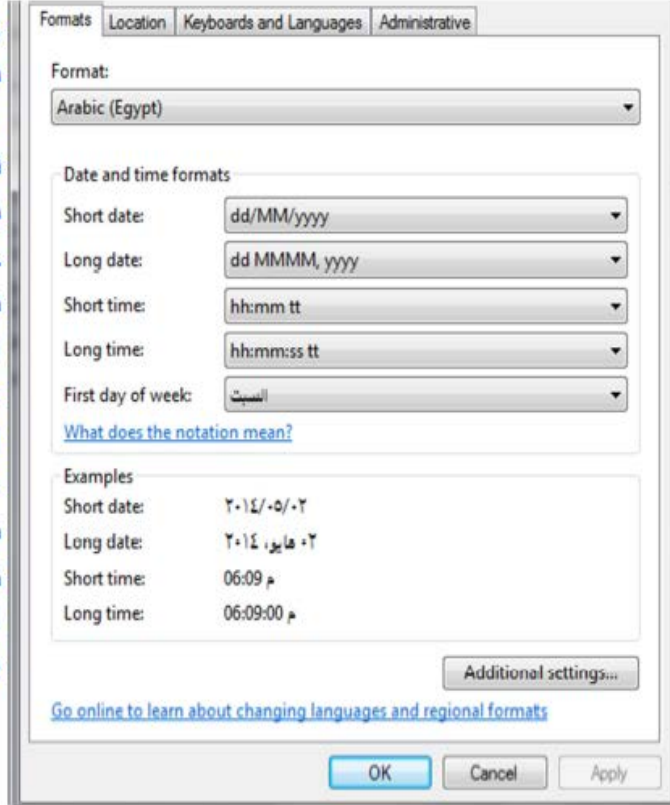 Formats Location Keyboards and Languages Administrative
Format:
Arabic (Egypt)
Date and time formats
Short date: dd/MM/yyyy
Long date: dd MMMM, yyyy
Short time: hh:mm tt
Long time: hh:mm:ss tt
First day of week: السبت
What does the notation mean?
Examples
Short date: ٠٢/٠٥/٢٠١٤
Long date: ٠٢ مايو، ٢٠١٤
Short time: 06:09 م
Long time: 06:09:00 م
Additional settings...
Go online to learn about changing languages and regional formats
OK Cancel Apply